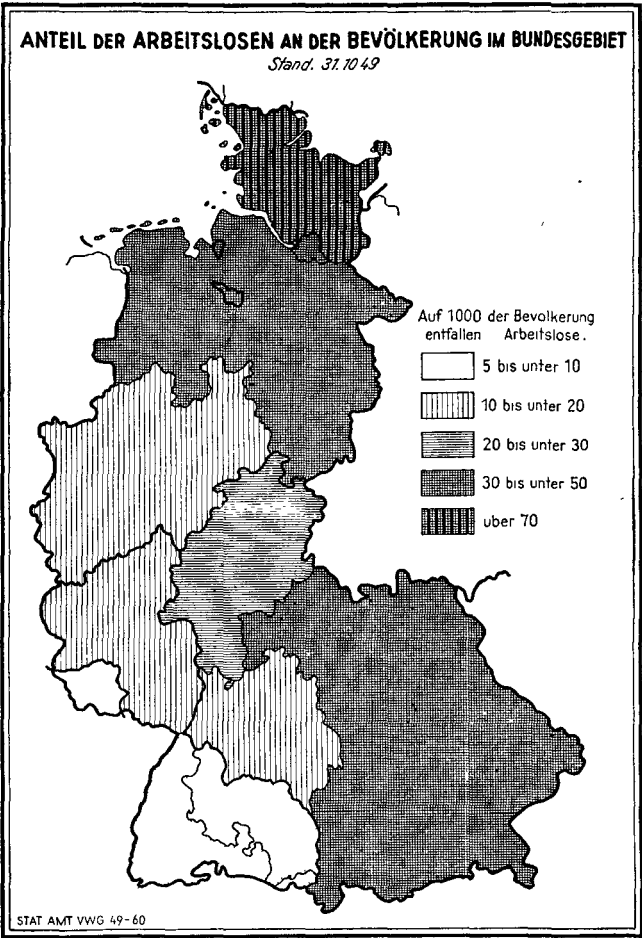 ANTEIL DER ARBEITSLOSEN AN DER BEVÖLKERUNG IM BUNDESGEBIET
Stand. 31.10 49
Auf 1000 der Bevolkerung
entfallen Arbeitslose.
5 bis unter 10
10 bis unter 20
20 bis unter 30
30 bis unter 50
uber 70
STAT AMT VWG 49-60